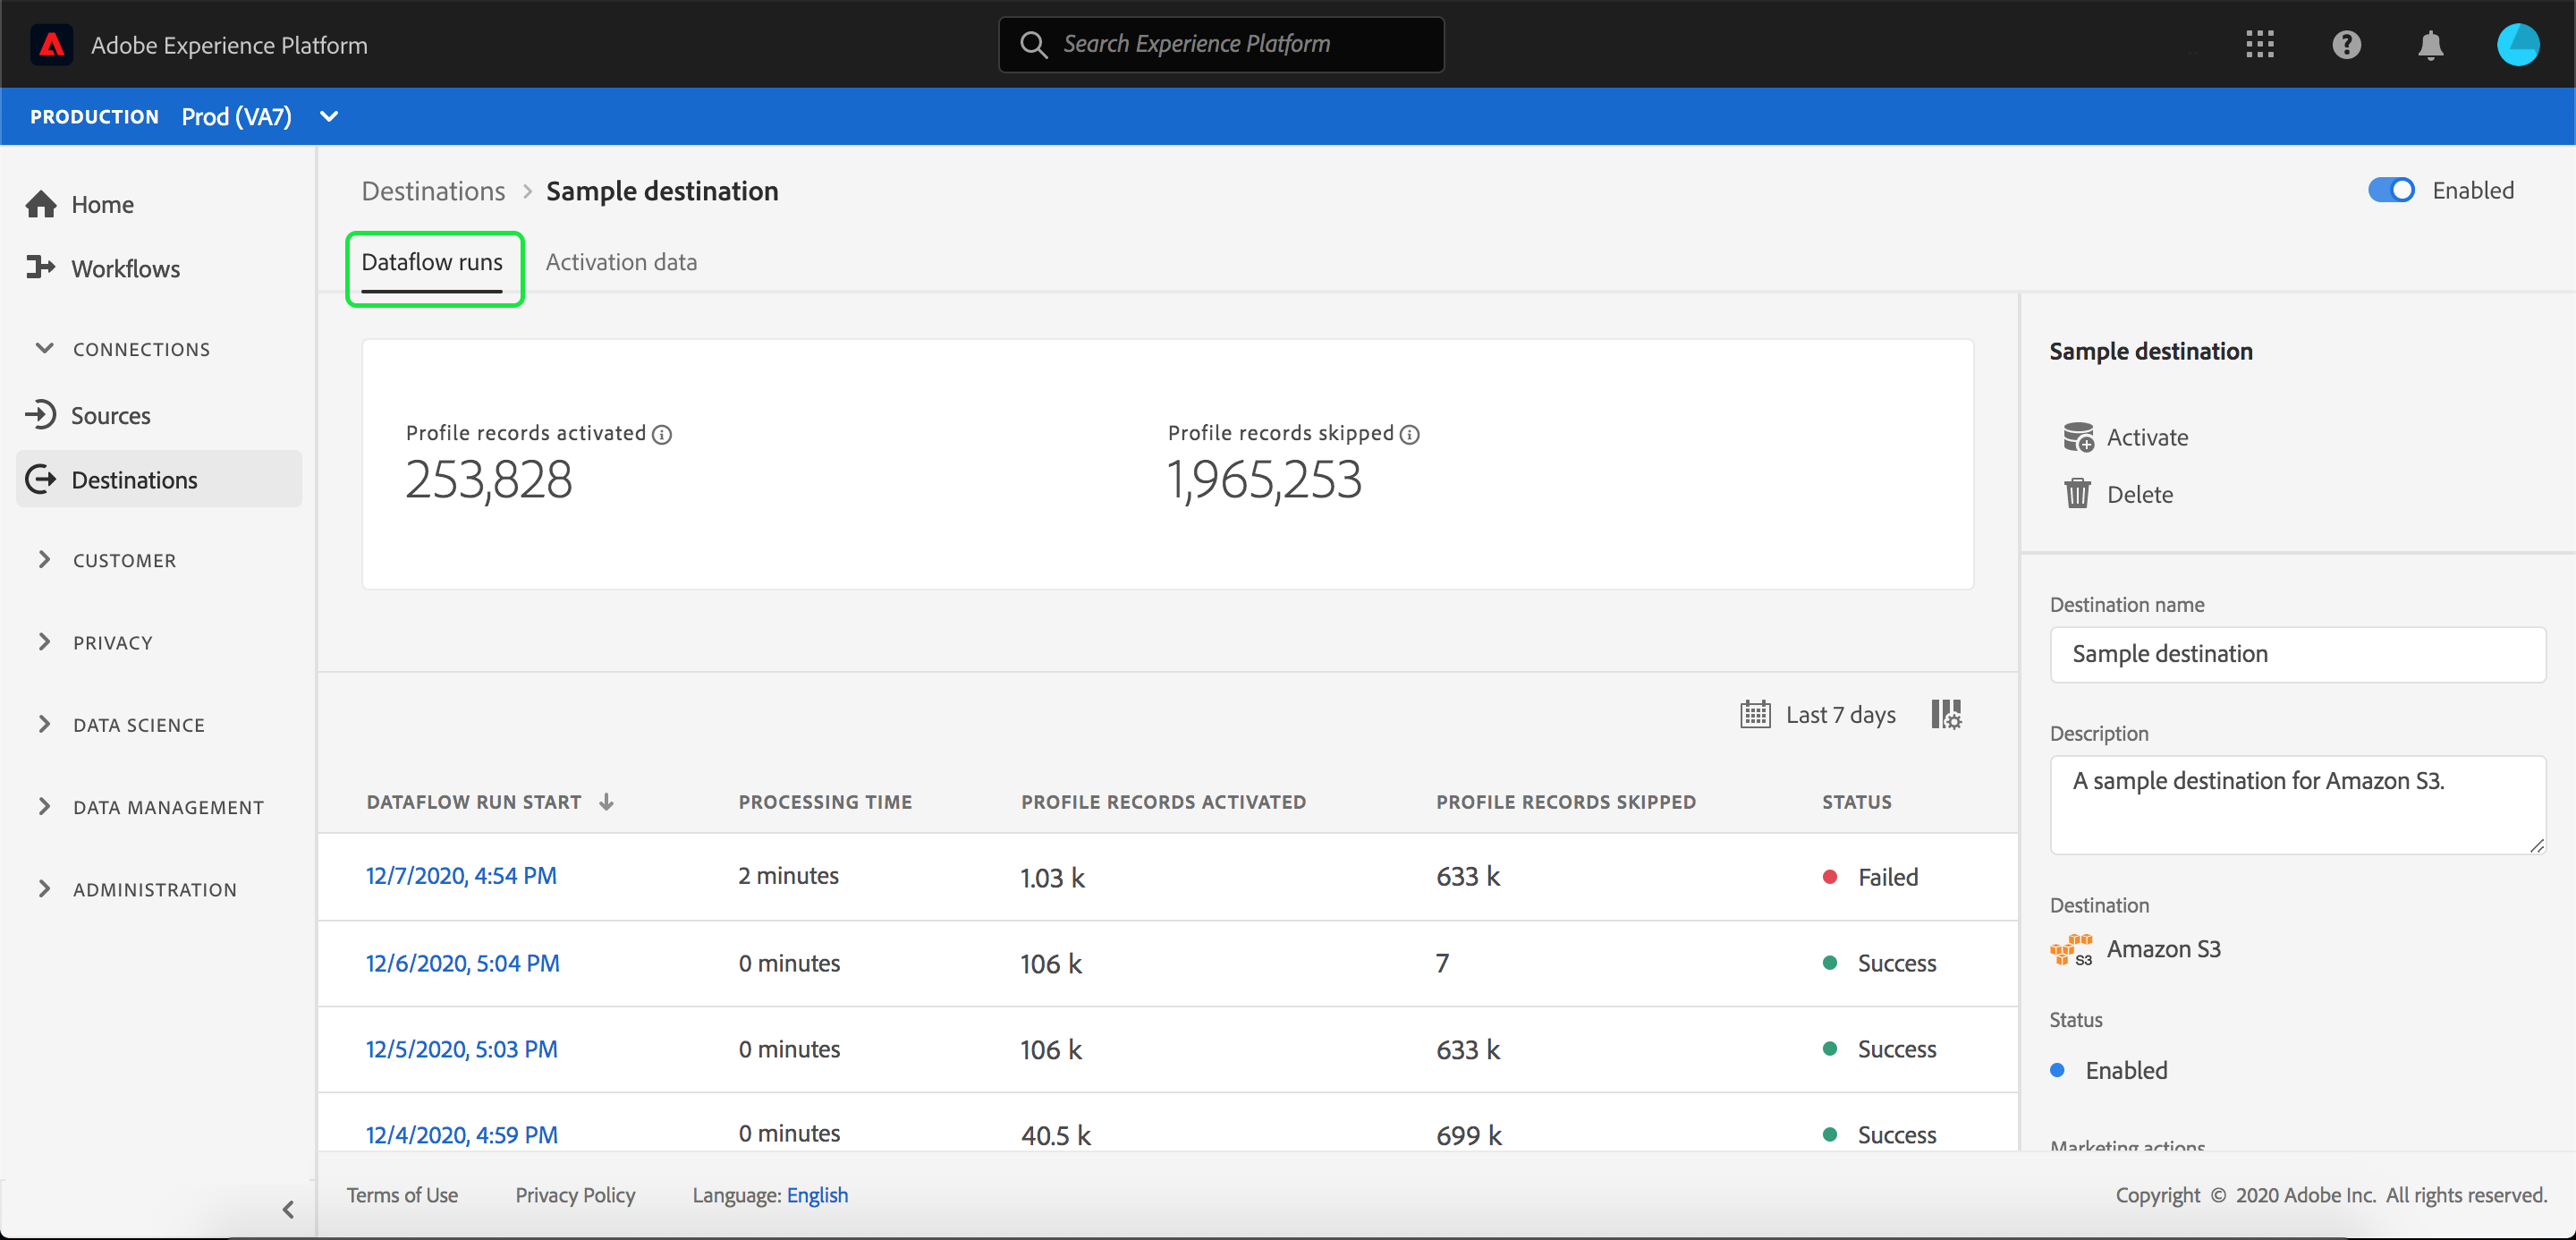 Adobe Experience Platform
Search Experience Platform
PRODUCTION Prod (VA7)
Home
Workflows
CONNECTIONS
Sources
Destinations
CUSTOMER
PRIVACY
DATA SCIENCE
DATA MANAGEMENT
ADMINISTRATION
Destinations > Sample destination
Enabled
Dataflow runs Activation data
Profile records activated
253,828
Profile records skipped
1,965,253
Last 7 days
DATAFLOW RUN START PROCESSING TIME PROFILE RECORDS ACTIVATED PROFILE RECORDS SKIPPED STATUS
12/7/2020, 4:54 PM 2 minutes 1.03 k 633 k Failed
12/6/2020, 5:04 PM 0 minutes 106 k 7 Success
12/5/2020, 5:03 PM 0 minutes 106 k 633 k Success
12/4/2020, 4:59 PM 0 minutes 40.5 k 699 k Success
Sample destination
Activate
Delete
Destination name
Sample destination
Description
A sample destination for Amazon S3.
Destination
S3 Amazon S3
Status
Enabled
Marketing actions
Terms of Use Privacy Policy Language: English
Copyright © 2020 Adobe Inc. All rights reserved.